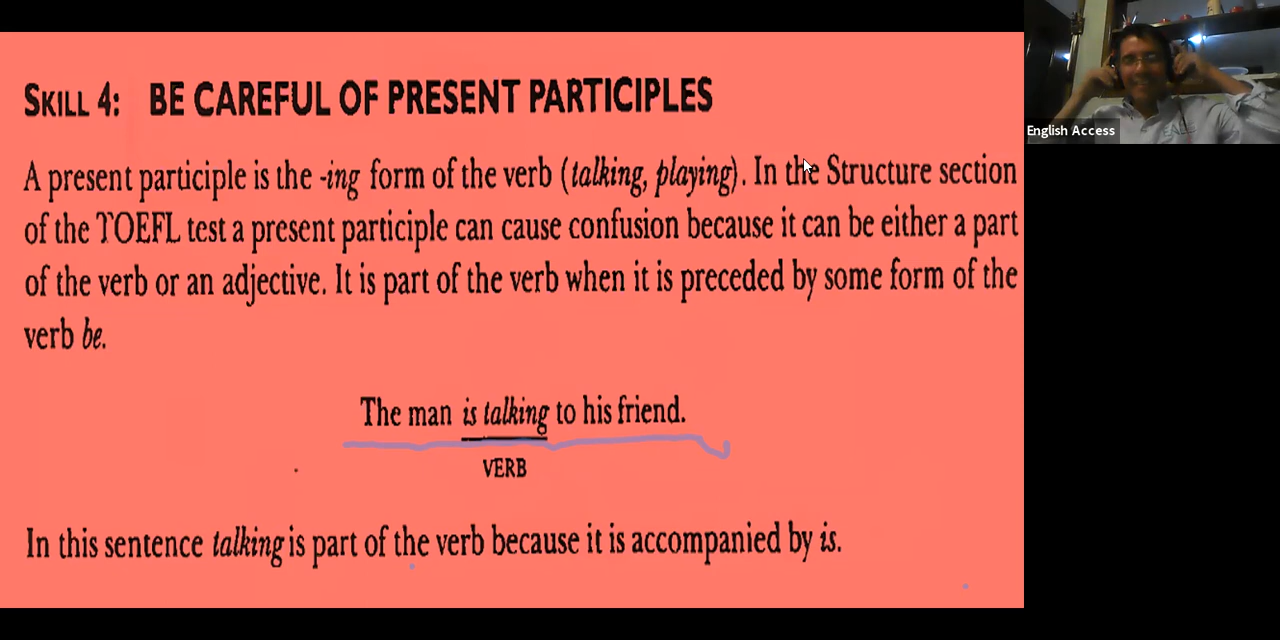 SKILL 4: BE CAREFUL OF PRESENT PARTICIPLES
A present participle is the -ing form of the verb (talking, playing). In the Structure section
of the TOEFL test a present participle can cause confusion because it can be either a part
of the verb or an adjective. It is part of the verb when it is preceded by some form of the
verb be.
The man is talking to his friend.
VERB
In this sentence talking is part of the verb because it is accompanied by is.
English Access